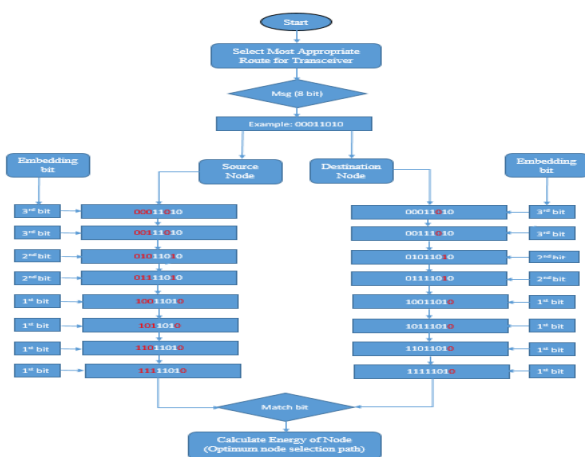 Start
Select Most Appropriate
Route for Transceiver
Msg (8 bit)
Example: 00011010
Embedding
bit
Source
Node
Destination
Node
Embedding
bit
3rd bit
00011010
00011010
3rd bit
3rd bit
00111010
00111010
3rd bit
2nd bit
01011010
01011010
2nd bit
2nd bit
01111010
01111010
2nd bit
1st bit
10011010
10011010
1st bit
1st bit
1011010
10111010
1st bit
1st bit
11011010
11011010
1st bit
1st bit
11111010
11111010
1st bit
Match bit
Calculate Energy of Node
(Optimum node selection path)